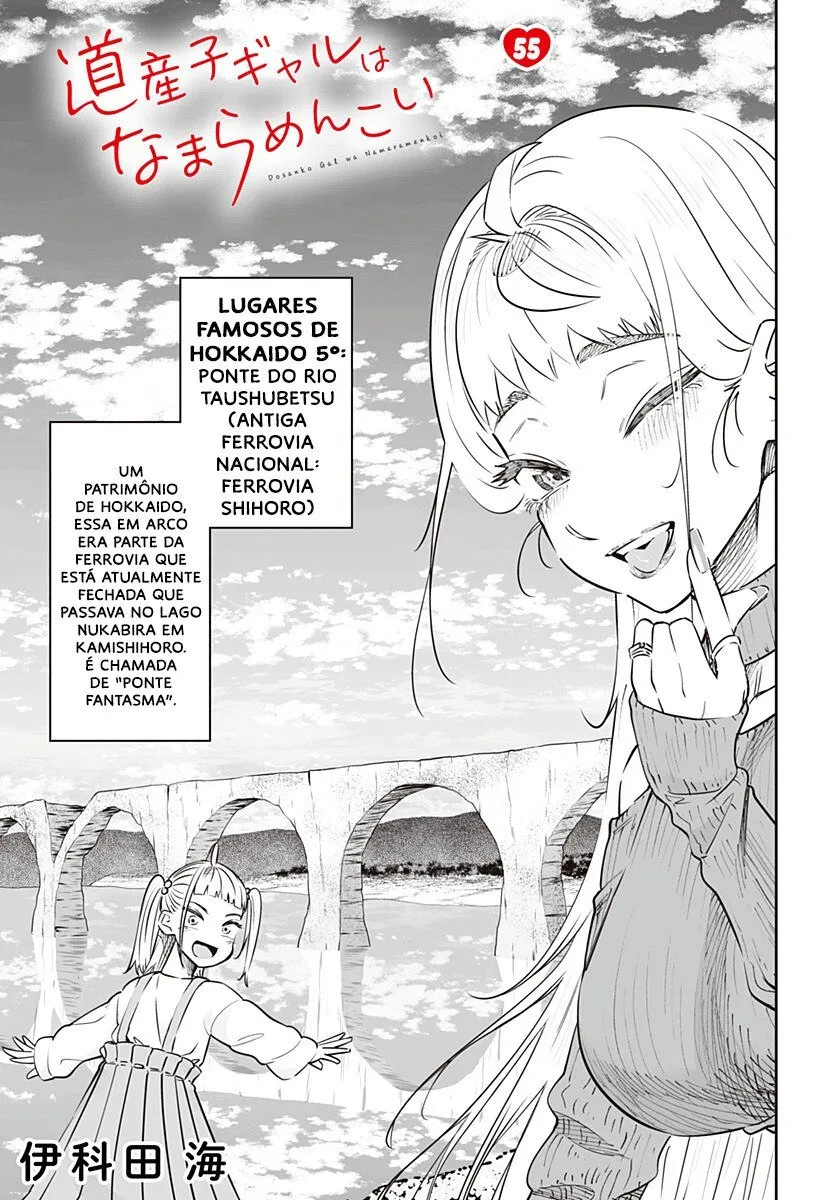 道産子ギャルは
なまらめんこい
Dosanko Gal wa Namaramenkoi
55
LUGARES
FAMOSOS DE
HOKKAIDO 5º:
PONTE DO RIO
TAUSHUBETSU
(ANTIGA
FERROVIA
NACIONAL:
FERROVIA
SHIHORO)
UM
PATRIMÔNIO
DE HOKKAIDO,
ESSA EM ARCO
ERA PARTE DA
FERROVIA QUE
ESTÁ ATUALMENTE
FECHADA QUE
PASSAVA NO LAGO
NUKABIRA EM
KAMISHIHORO.
É CHAMADA
DE "PONTE
FANTASMA".
伊科田 海